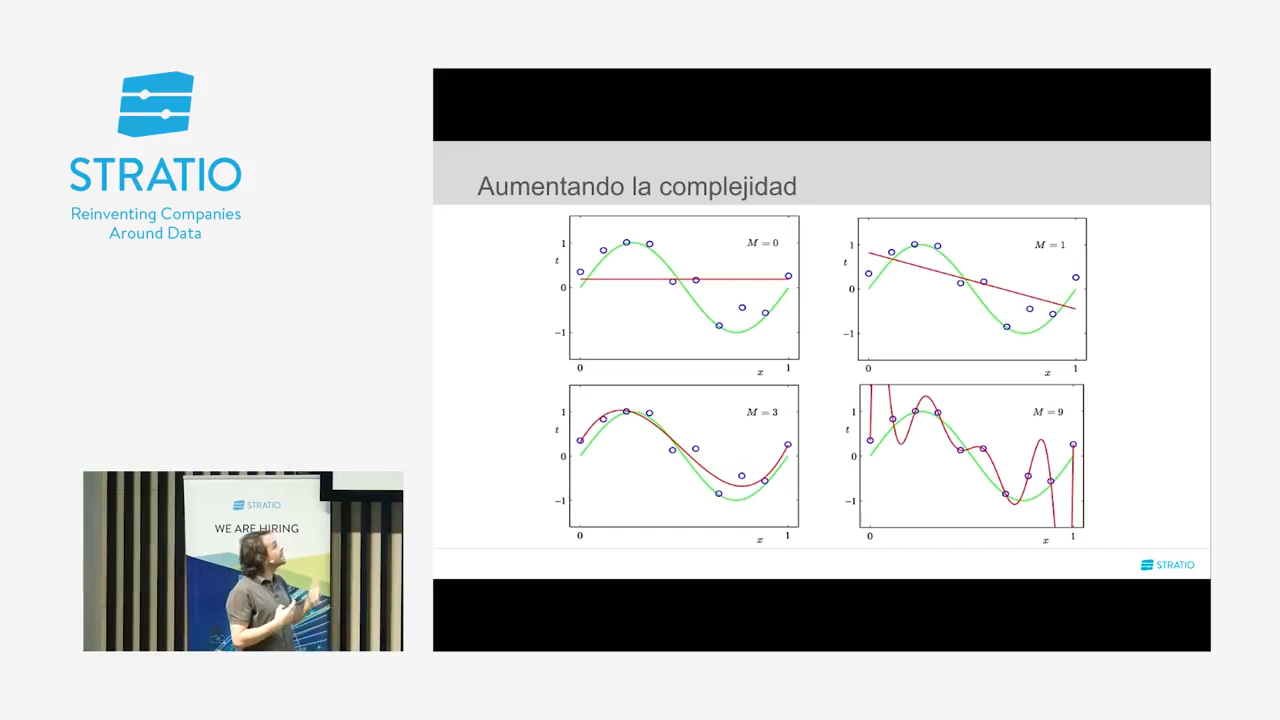 STRATIO
Reinventing Companies
Around Data
Aumentando la complejidad
M = 0
1
t
0
−1
0
x
1
M = 1
1
t
0
−1
0
x
1
M = 3
1
t
0
−1
0
x
1
M = 9
1
t
0
−1
0
x
1
STRATIO
STRATIO
WE ARE HIRING